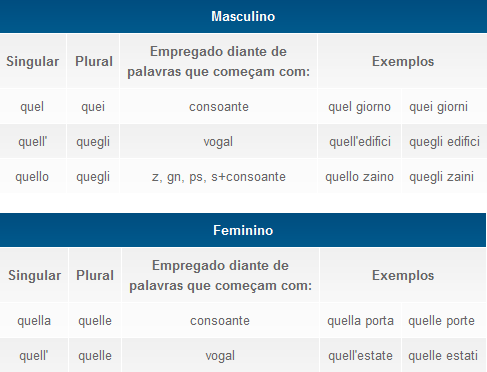 Masculino
Singular Plural Empregado diante de palavras que começam com: Exemplos
quel quei consoante quel giorno quei giorni
quell' quegli vogal quell'edifici quegli edifici
quello quegli z, gn, ps, s+consoante quello zaino quegli zaini
Feminino
Singular Plural Empregado diante de palavras que começam com: Exemplos
quella quelle consoante quella porta quelle porte
quell' quelle vogal quell'estate quelle estati